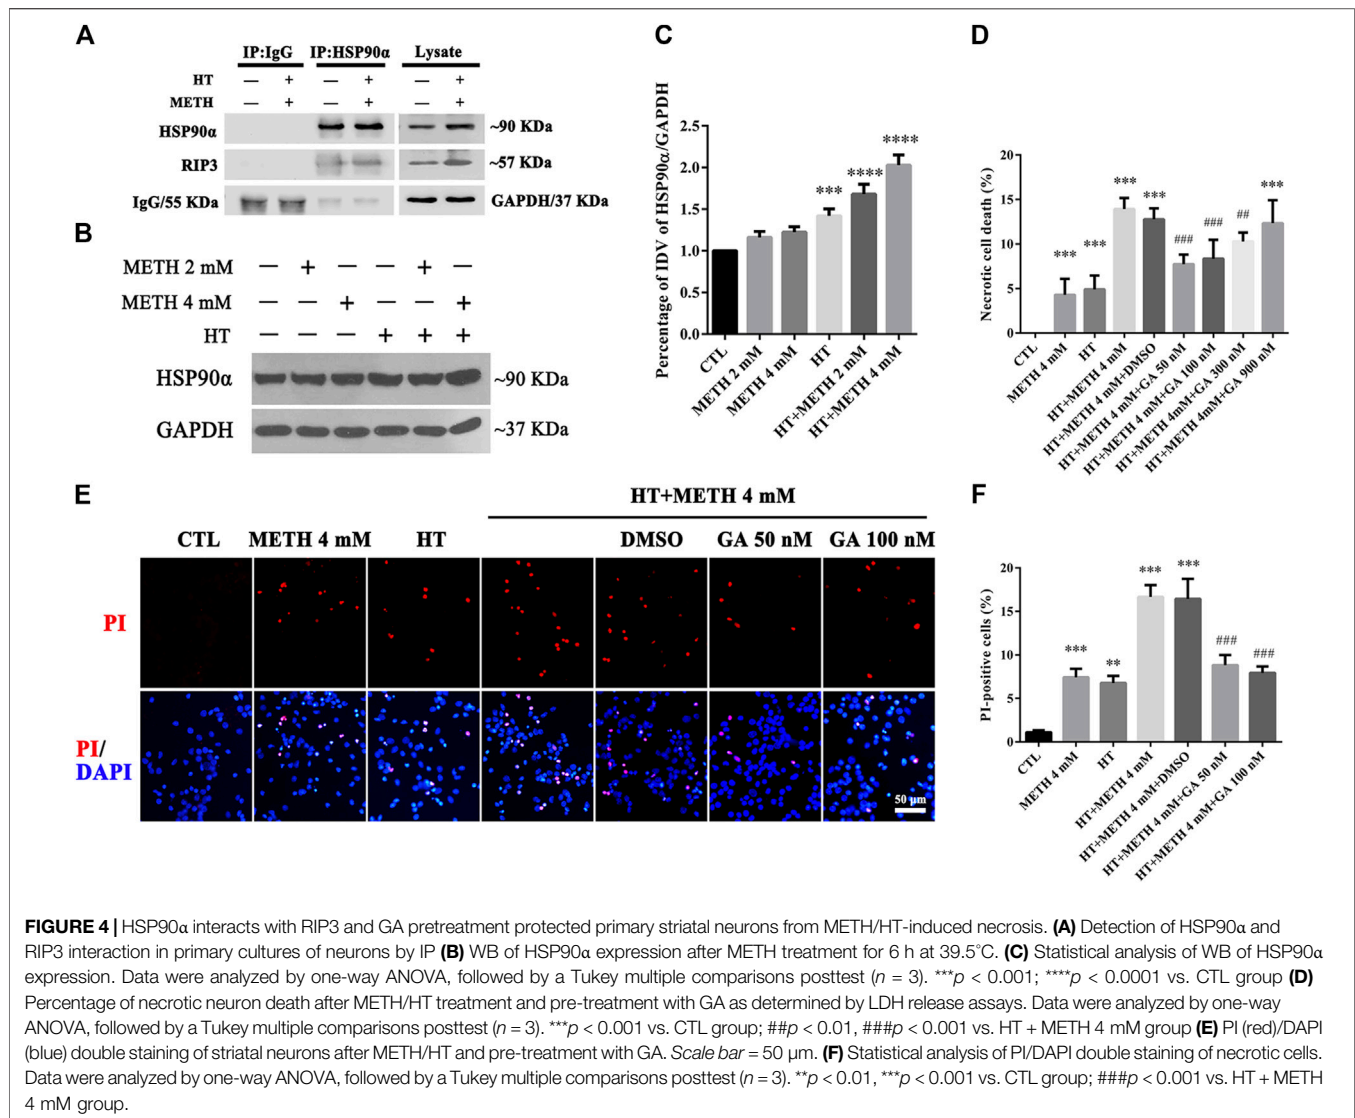 A
IP:IgG IP:HSP90α Lysate
HT — + — + — +
METH — + — + — +
HSP90α ~90 KDa
RIP3 ~57 KDa
IgG/55 KDa GAPDH/37 KDa
B
METH 2 mM — + — — + —
METH 4 mM — — + — — +
HT — — — + + +
HSP90α ~90 KDa
GAPDH ~37 KDa
C
Percentage of IDV of HSP90α/GAPDH
2.5
2.0
1.5
1.0
0.5
0.0
***
****
****
CTL
METH 2 mM
METH 4 mM
HT
HT+METH 2 mM
HT+METH 4 mM
D
Necrotic cell death (%)
20
15
10
5
0
***
***
***
***
###
###
##
***
CTL
METH 4 mM
HT
HT+METH 4 mM
HT+METH 4 mM+DMSO
HT+METH 4 mM+GA 50 nM
HT+METH 4 mM+GA 100 nM
HT+METH 4mM+GA 300 nM
HT+METH 4mM+GA 900 nM
E
HT+METH 4 mM
CTL METH 4 mM HT DMSO GA 50 nM GA 100 nM
PI
PI/
DAPI
50 μm
F
PI-positive cells (%)
20
15
10
5
0
***
**
***
***
###
###
CTL
METH 4 mM
HT
HT+METH 4 mM
HT+METH 4 mM+DMSO
HT+METH 4 mM+GA 50 nM
HT+METH 4 mM+GA 100 nM
FIGURE 4 | HSP90α interacts with RIP3 and GA pretreatment protected primary striatal neurons from METH/HT-induced necrosis. (A) Detection of HSP90α and
RIP3 interaction in primary cultures of neurons by IP (B) WB of HSP90α expression after METH treatment for 6 h at 39.5°C. (C) Statistical analysis of WB of HSP90α
expression. Data were analyzed by one-way ANOVA, followed by a Tukey multiple comparisons posttest (n = 3). ***p < 0.001; ****p < 0.0001 vs. CTL group (D)
Percentage of necrotic neuron death after METH/HT treatment and pre-treatment with GA as determined by LDH release assays. Data were analyzed by one-way
ANOVA, followed by a Tukey multiple comparisons posttest (n = 3). ***p < 0.001 vs. CTL group; ##p < 0.01, ###p < 0.001 vs. HT + METH 4 mM group (E) PI (red)/DAPI
(blue) double staining of striatal neurons after METH/HT and pre-treatment with GA. Scale bar = 50 μm. (F) Statistical analysis of PI/DAPI double staining of necrotic cells.
Data were analyzed by one-way ANOVA, followed by a Tukey multiple comparisons posttest (n = 3). **p < 0.01, ***p < 0.001 vs. CTL group; ###p < 0.001 vs. HT + METH
4 mM group.